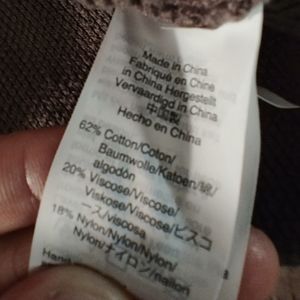 Made in China
Fabriqué en Chine
in China Hergestellt
Vervaardigd in China
中国製
Hecho en China
62% Cotton/Coton/
Baumwolle/Katoen/綿/
algodón
20% Viscose/Viscose/
Viskose/Viscose/ビスコ
ース/viscosa
18% Nylon/Nylon/Nylon/
Nylon/ナイロン/nailon
Hand